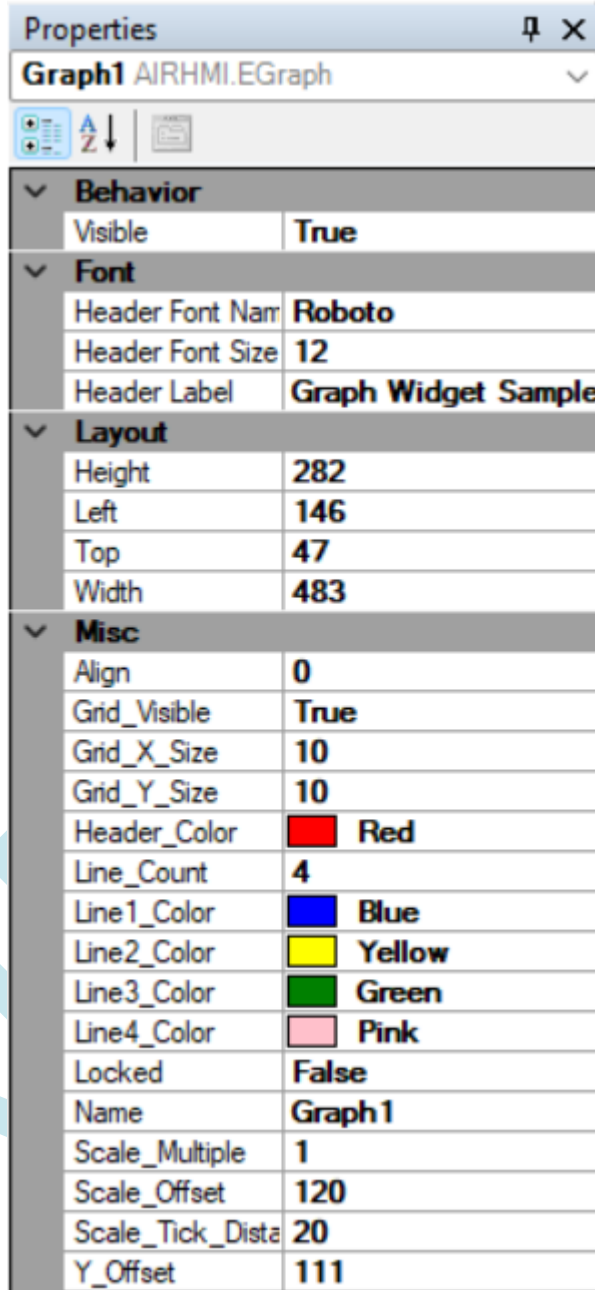 Properties
Graph1 AIRHMI.EGraph
A
Z
Behavior
Visible True
Font
Header Font Nam Roboto
Header Font Size 12
Header Label Graph Widget Sample
Layout
Height 282
Left 146
Top 47
Width 483
Misc
Align 0
Grid_Visible True
Grid_X_Size 10
Grid_Y_Size 10
Header_Color Red
Line_Count 4
Line1_Color Blue
Line2_Color Yellow
Line3_Color Green
Line4_Color Pink
Locked False
Name Graph1
Scale_Multiple 1
Scale_Offset 120
Scale_Tick_Dista 20
Y_Offset 111